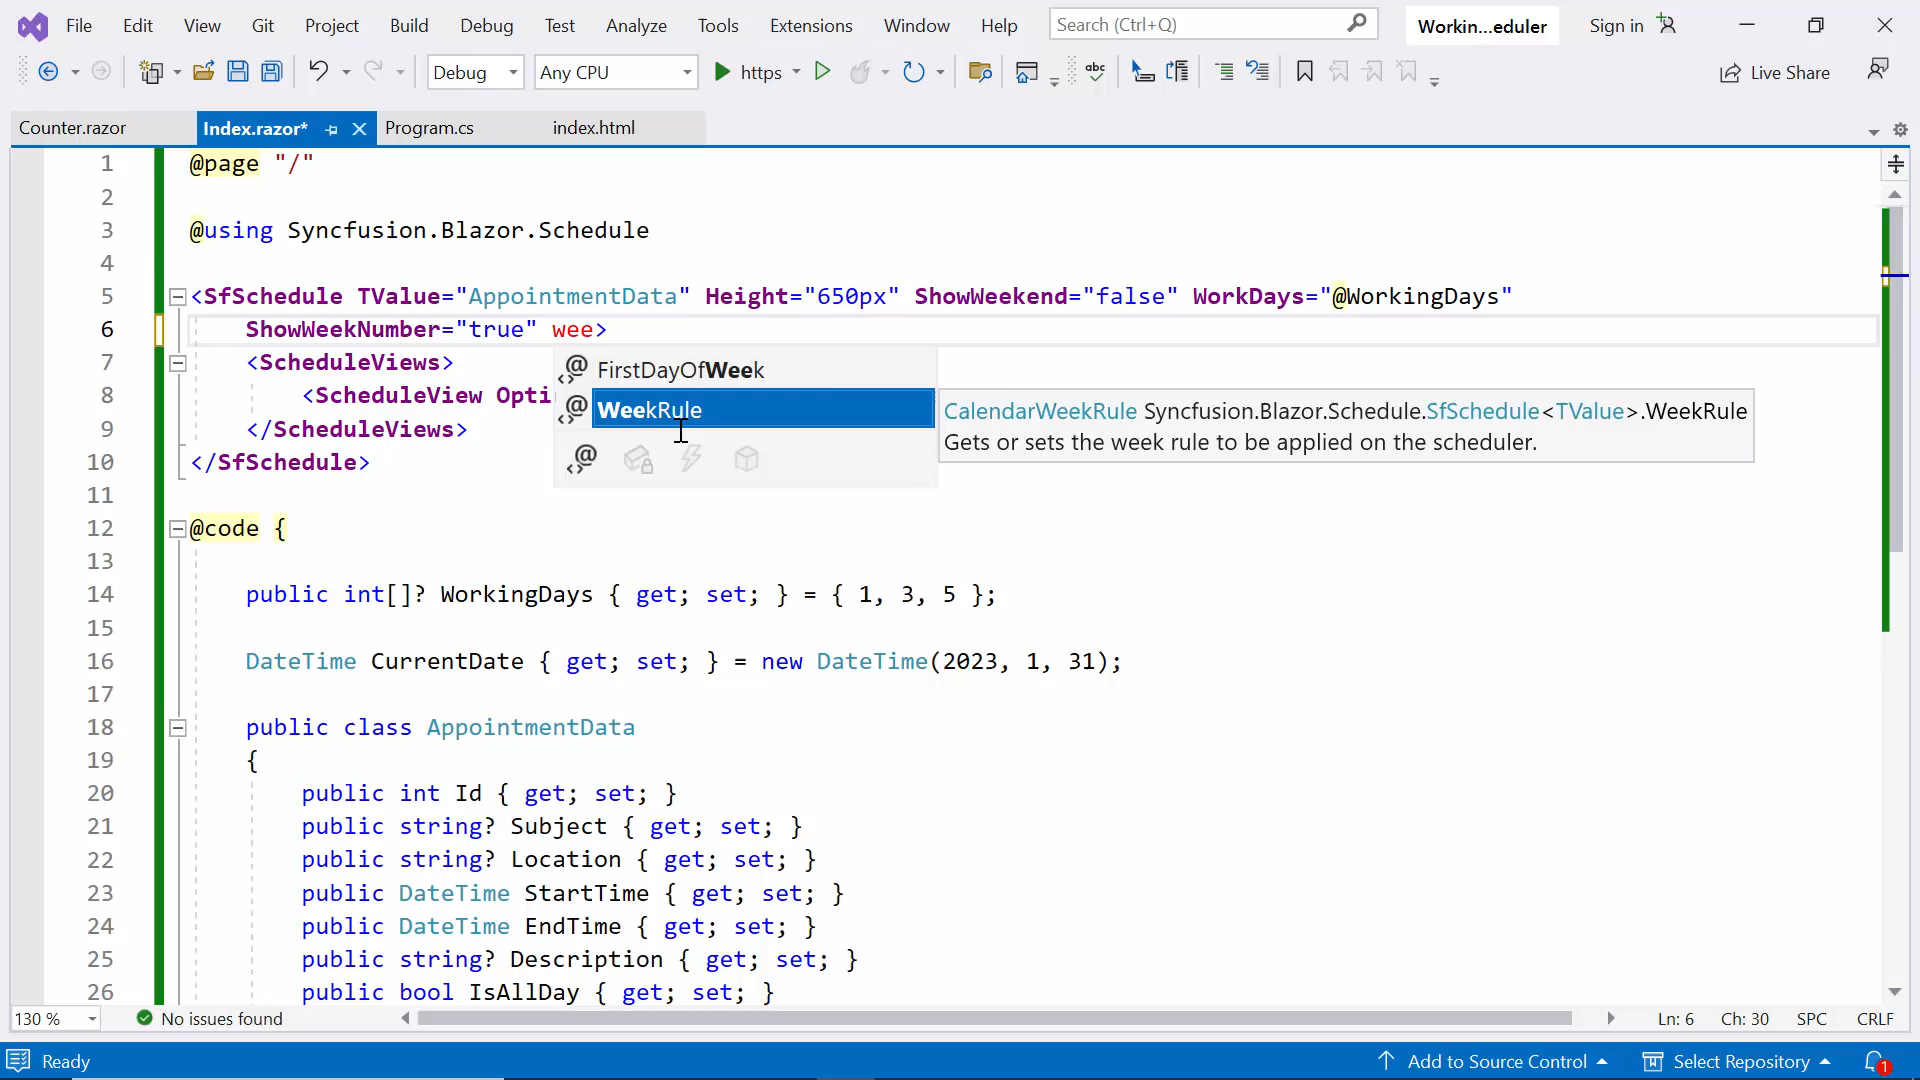 File Edit View Git Project Build Debug Test Analyze Tools Extensions Window Help Search (Ctrl+Q) Workin...eduler Sign in
Debug Any CPU https abc Live Share
Counter.razor Index.razor* Program.cs index.html
1 @page "/"
2
3 @using Syncfusion.Blazor.Schedule
4
5 <SfSchedule TValue="AppointmentData" Height="650px" ShowWeekend="false" WorkDays="@WorkingDays"
6 ShowWeekNumber="true" wee>
7 <ScheduleViews>
FirstDayOfWeek
8 <ScheduleView Opti
WeekRule
CalendarWeekRule Syncfusion.Blazor.Schedule.SfSchedule<TValue>.WeekRule
Gets or sets the week rule to be applied on the scheduler.
9 </ScheduleViews>
10 </SfSchedule>
11
12 @code {
13
14 public int[]? WorkingDays { get; set; } = { 1, 3, 5 };
15
16 DateTime CurrentDate { get; set; } = new DateTime(2023, 1, 31);
17
18 public class AppointmentData
19 {
20 public int Id { get; set; }
21 public string? Subject { get; set; }
22 public string? Location { get; set; }
23 public DateTime StartTime { get; set; }
24 public DateTime EndTime { get; set; }
25 public string? Description { get; set; }
26 public bool IsAllDay { get; set; }
130 % No issues found Ln: 6 Ch: 30 SPC CRLF
Ready Add to Source Control Select Repository 1